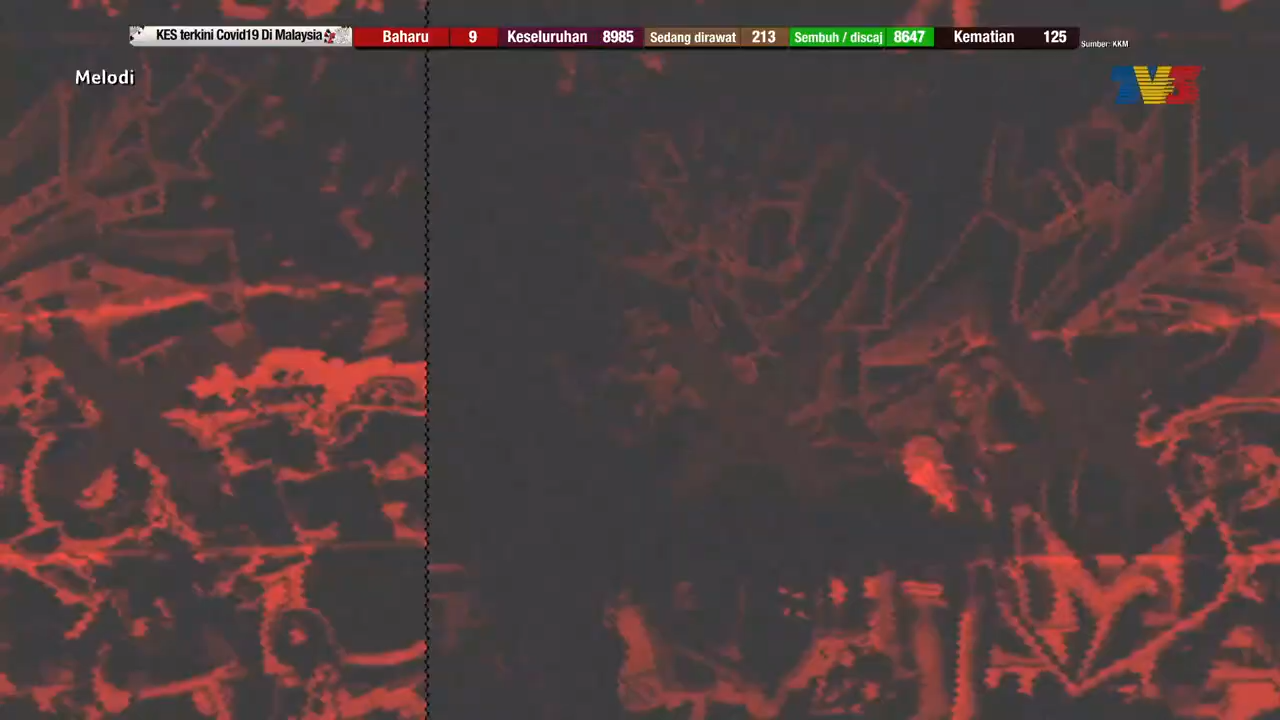 KES terkini Covid19 Di Malaysia Baharu 9 Keseluruhan 8985 Sedang dirawat 213 Sembuh / discaj 8647 Kematian 125
Sumber: KKM
Melodi
TV3